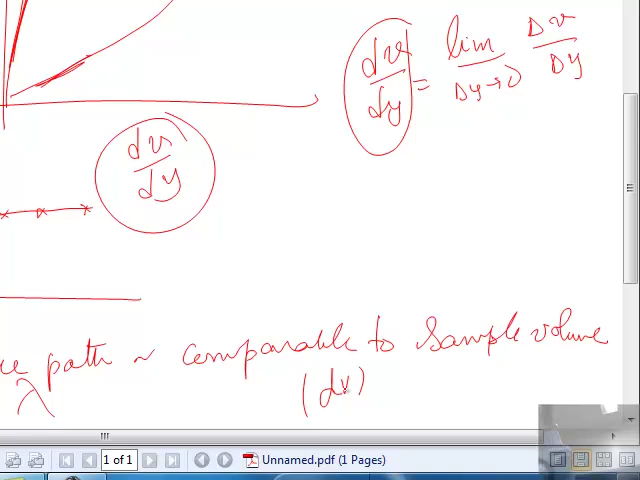 dv/dy = lim Δy→0 Δv/Δy
dv/dy
path ~ comparable to sample volume
λ (dv)
1 of 1 Unnamed.pdf (1 Pages)